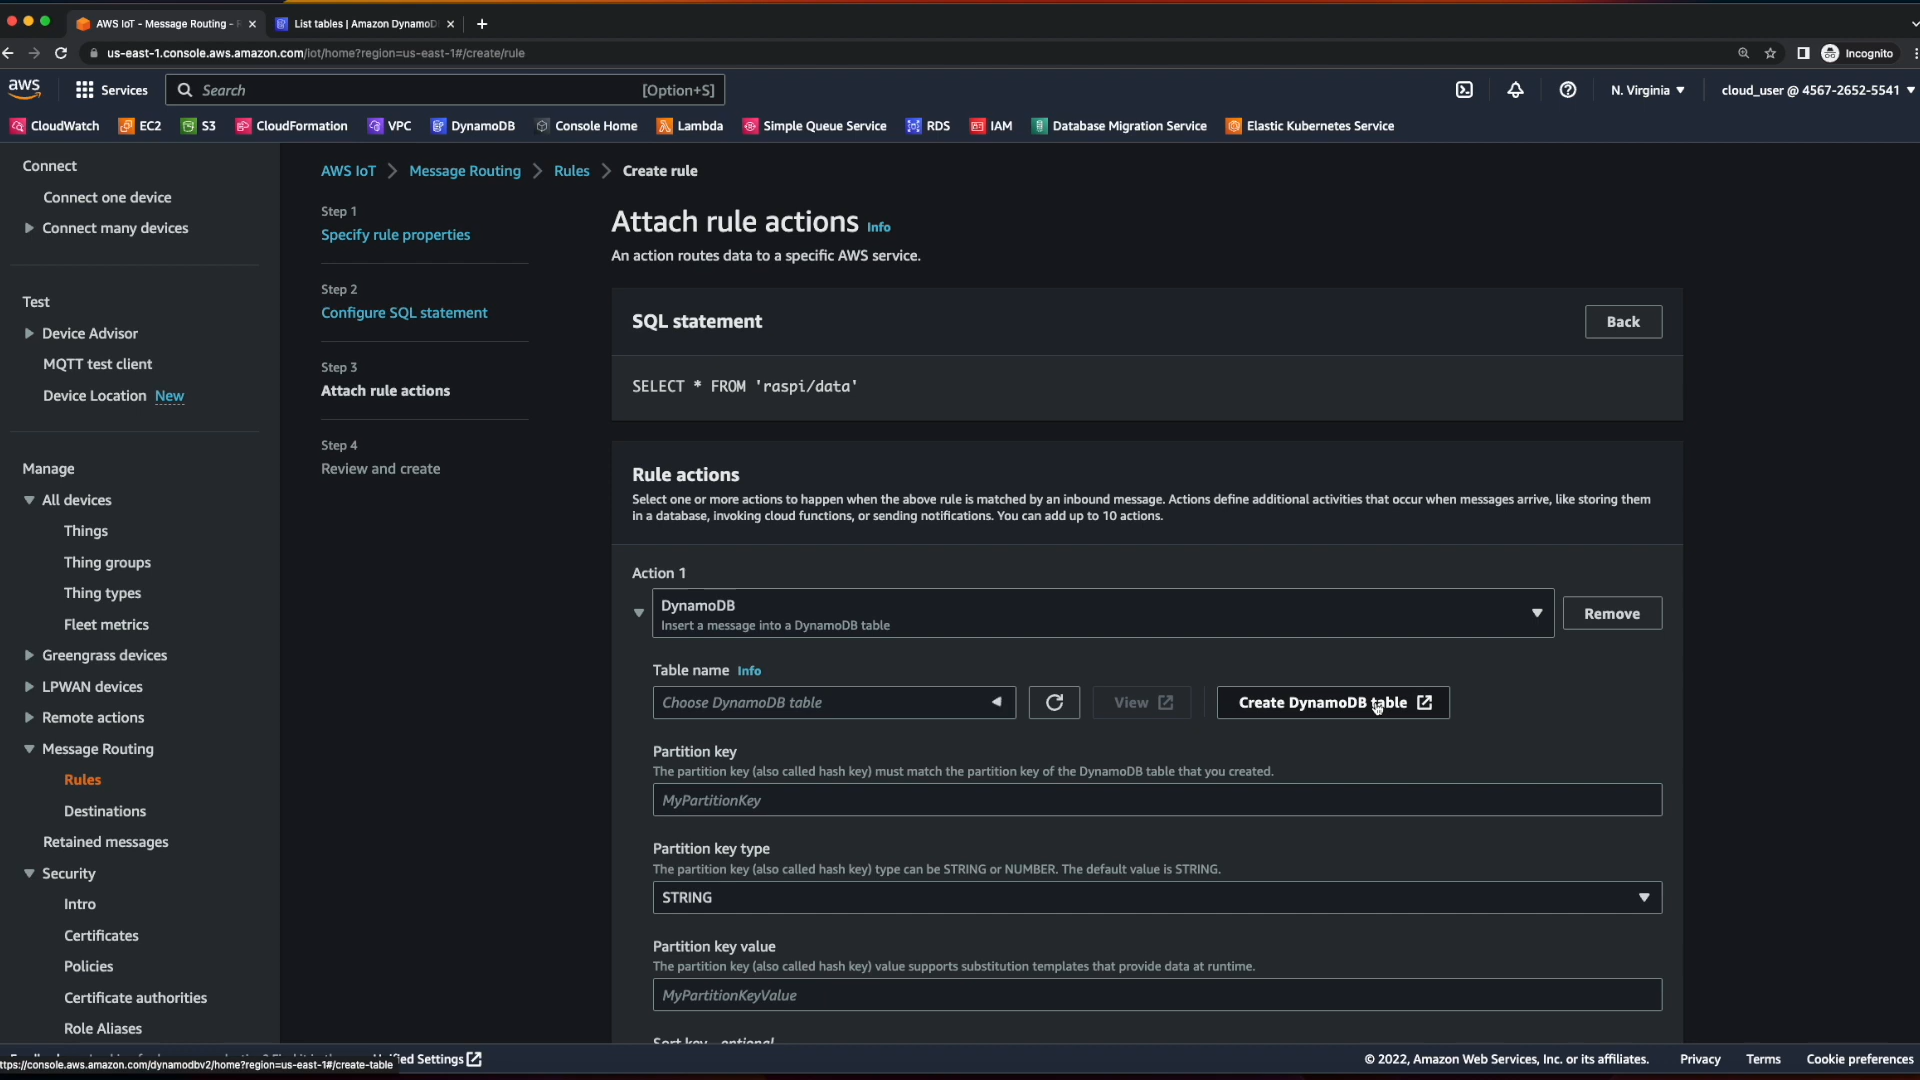 AWS IoT - Message Routing - R
List tables | Amazon DynamoD
us-east-1.console.aws.amazon.com/iot/home?region=us-east-1#/create/rule
Incognito
aws
Services
Search
[Option+S]
N. Virginia
cloud_user @ 4567-2652-5541
CloudWatch
EC2
S3
CloudFormation
VPC
DynamoDB
Console Home
Lambda
Simple Queue Service
RDS
IAM
Database Migration Service
Elastic Kubernetes Service
Connect
Connect one device
Connect many devices
Test
Device Advisor
MQTT test client
Device Location New
Manage
All devices
Things
Thing groups
Thing types
Fleet metrics
Greengrass devices
LPWAN devices
Remote actions
Message Routing
Rules
Destinations
Retained messages
Security
Intro
Certificates
Policies
Certificate authorities
Role Aliases
AWS IoT
Message Routing
Rules
Create rule
Step 1
Specify rule properties
Step 2
Configure SQL statement
Step 3
Attach rule actions
Step 4
Review and create
Attach rule actions Info
An action routes data to a specific AWS service.
SQL statement
Back
SELECT * FROM 'raspi/data'
Rule actions
Select one or more actions to happen when the above rule is matched by an inbound message. Actions define additional activities that occur when messages arrive, like storing them
in a database, invoking cloud functions, or sending notifications. You can add up to 10 actions.
Action 1
DynamoDB
Insert a message into a DynamoDB table
Remove
Table name Info
Choose DynamoDB table
View
Create DynamoDB table
Partition key
The partition key (also called hash key) must match the partition key of the DynamoDB table that you created.
MyPartitionKey
Partition key type
The partition key (also called hash key) type can be STRING or NUMBER. The default value is STRING.
STRING
Partition key value
The partition key (also called hash key) value supports substitution templates that provide data at runtime.
MyPartitionKeyValue
Sort key - optional
Settings
ttps://console.aws.amazon.com/dynamodbv2/home?region=us-east-1#/create-table
© 2022, Amazon Web Services, Inc. or its affiliates.
Privacy
Terms
Cookie preferences